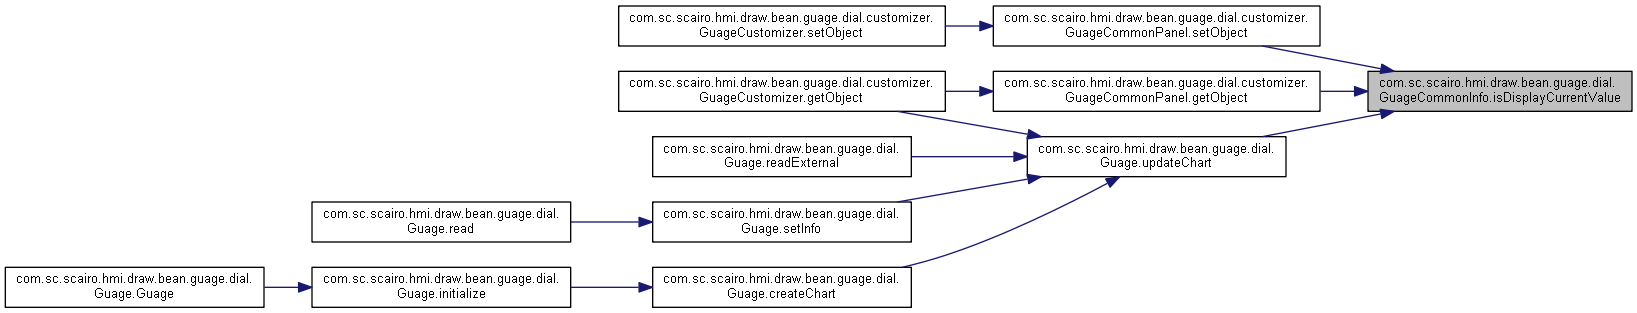 com.sc.scairo.hmi.draw.bean.guage.dial.customizer.
GuageCustomizer.setObject
com.sc.scairo.hmi.draw.bean.guage.dial.customizer.
GuageCommonPanel.setObject
com.sc.scairo.hmi.draw.bean.guage.dial.customizer.
GuageCustomizer.getObject
com.sc.scairo.hmi.draw.bean.guage.dial.customizer.
GuageCommonPanel.getObject
com.sc.scairo.hmi.draw.bean.guage.dial.
GuageCommonInfo.isDisplayCurrentValue
com.sc.scairo.hmi.draw.bean.guage.dial.
Guage.readExternal
com.sc.scairo.hmi.draw.bean.guage.dial.
Guage.updateChart
com.sc.scairo.hmi.draw.bean.guage.dial.
Guage.read
com.sc.scairo.hmi.draw.bean.guage.dial.
Guage.setInfo
com.sc.scairo.hmi.draw.bean.guage.dial.
Guage.Guage
com.sc.scairo.hmi.draw.bean.guage.dial.
Guage.initialize
com.sc.scairo.hmi.draw.bean.guage.dial.
Guage.createChart